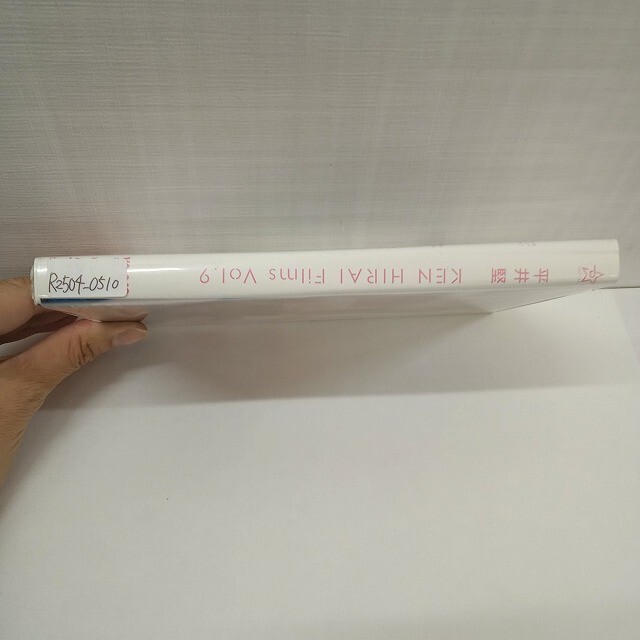 平井 堅 KEN HIRAI Films Vol.9
R2504-0510